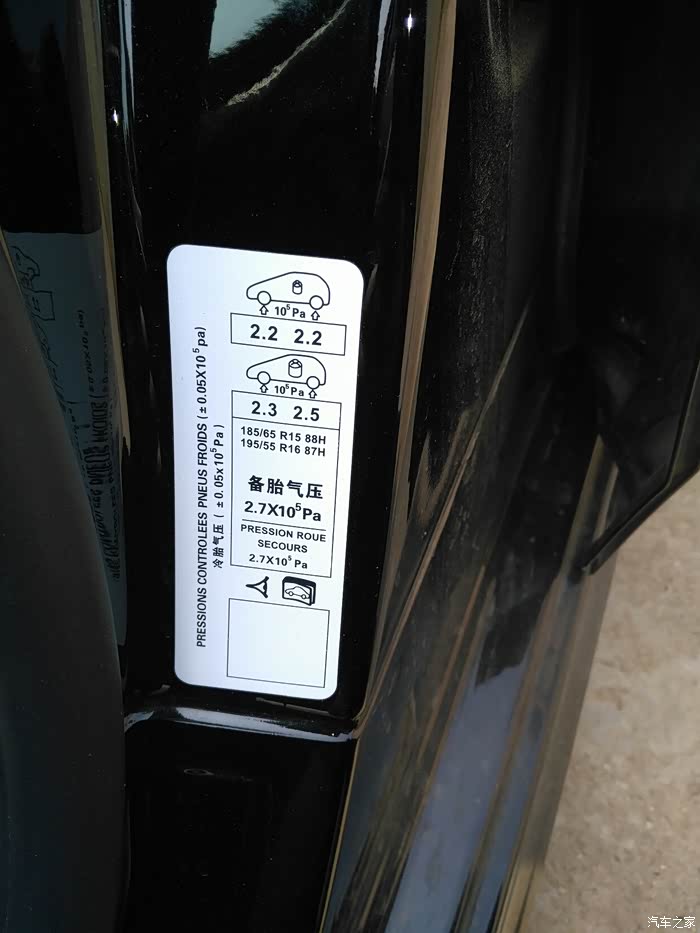 PRESSIONS CONTROLEES PNEUS FROIDS (± 0.05X10⁵pa)
冷胎气压 (± 0.05x10⁵Pa)
10⁵Pa
2.2 2.2
10⁵Pa
2.3 2.5
185/65 R15 88H
195/55 R16 87H
备胎气压
2.7X10⁵Pa
PRESSION ROUE
SECOURS
2.7X10⁵Pa
汽车之家